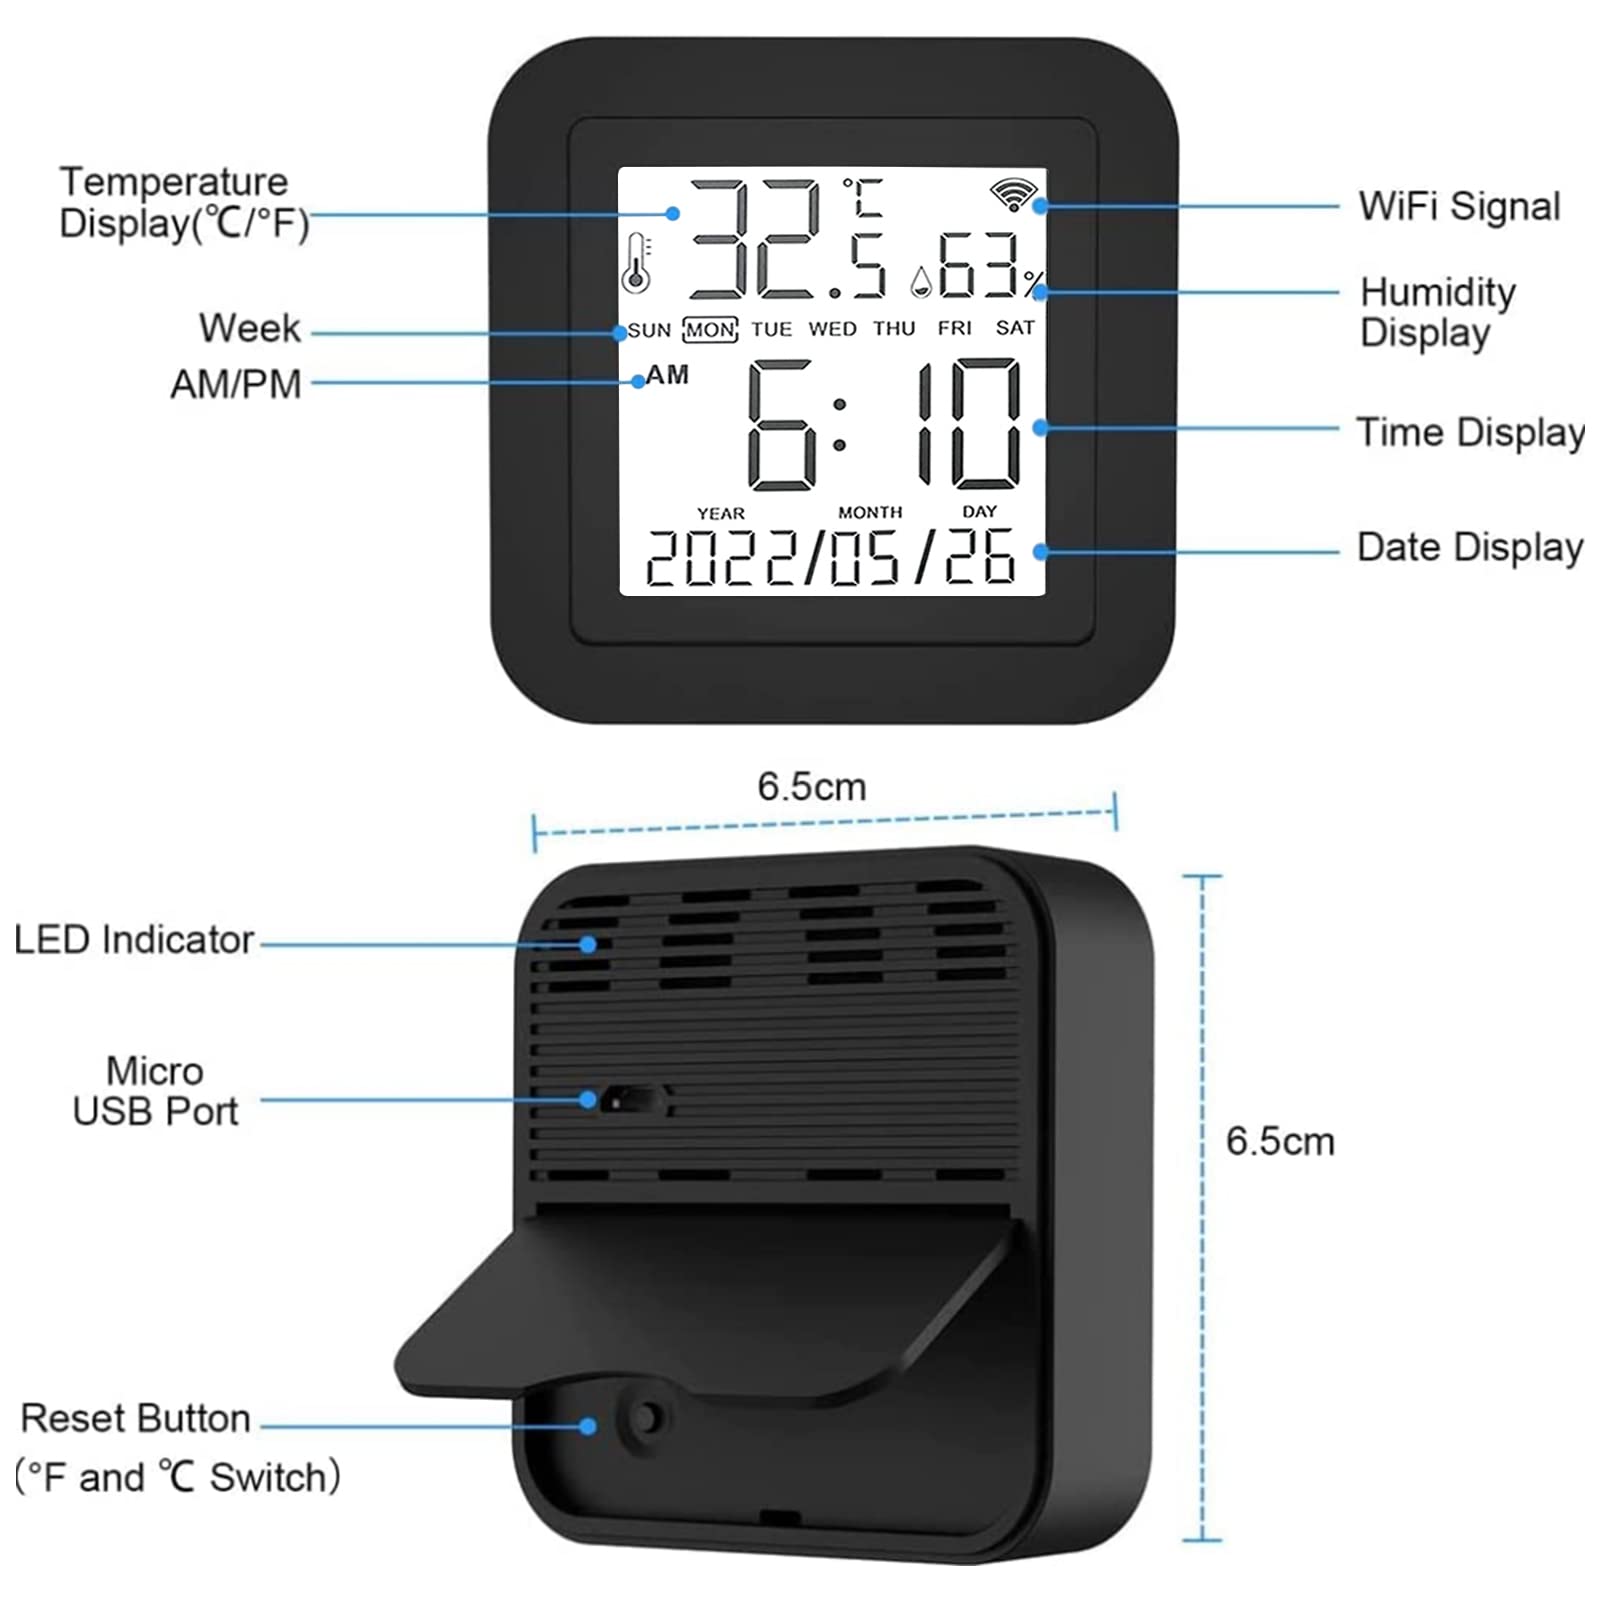 Temperature
Display(℃/°F)
Week
AM/PM
32.5 ℃
63%
SUN MON TUE WED THU FRI SAT
AM
6:10
YEAR MONTH DAY
2022/05/26
WiFi Signal
Humidity
Display
Time Display
Date Display
6.5cm
LED Indicator
Micro
USB Port
6.5cm
Reset Button
(°F and ℃ Switch)